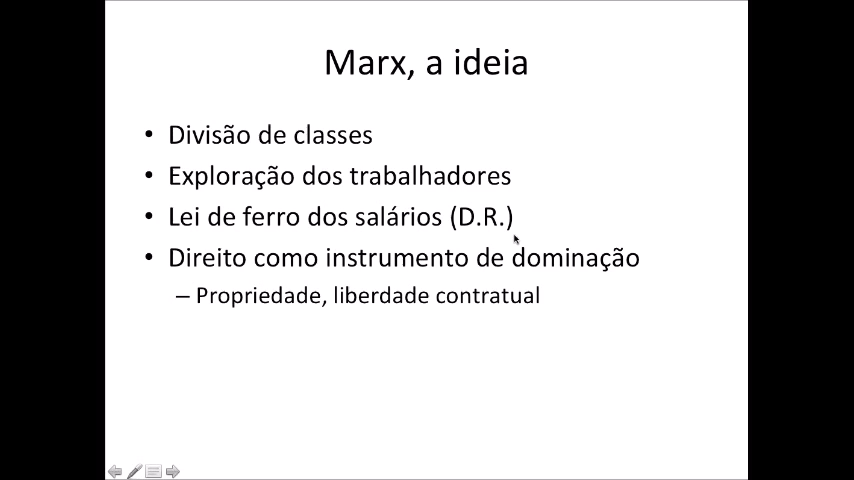 Marx, a ideia
• Divisão de classes
• Exploração dos trabalhadores
• Lei de ferro dos salários (D.R.)
• Direito como instrumento de dominação
– Propriedade, liberdade contratual